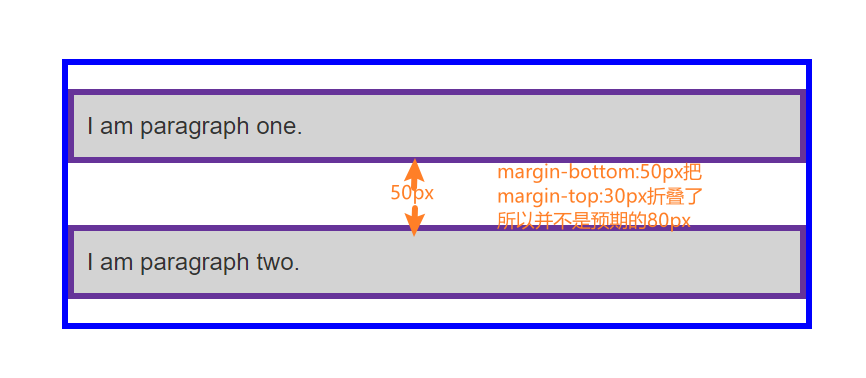 I am paragraph one.
50px
margin-bottom:50px把
margin-top:30px折叠了
所以并不是预期的80px
I am paragraph two.